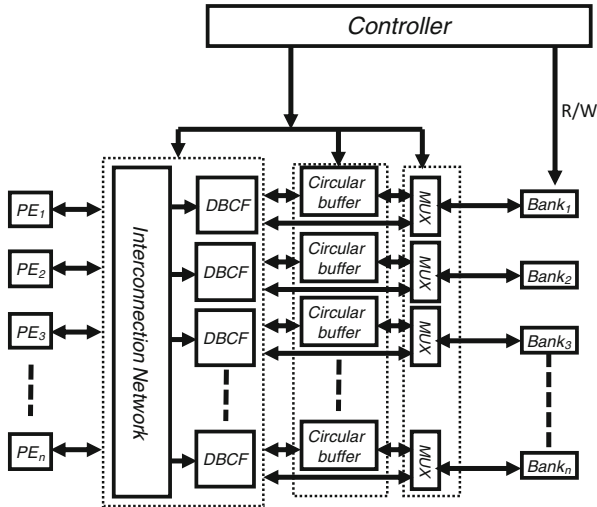 Controller
R/W
PE1
Interconnection Network
DBCF
Circular
buffer
MUX
Bank1
PE2
DBCF
Circular
buffer
MUX
Bank2
PE3
DBCF
Circular
buffer
MUX
Bank3
PEn
DBCF
Circular
buffer
MUX
Bankn